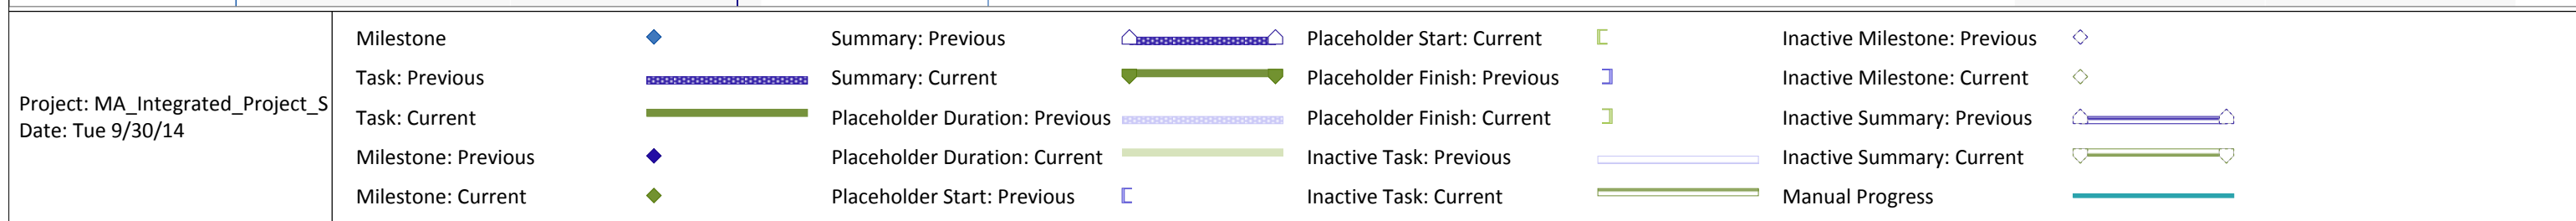 Project: MA_Integrated_Project_S
Date: Tue 9/30/14
Milestone
Task: Previous
Task: Current
Milestone: Previous
Milestone: Current
Summary: Previous
Summary: Current
Placeholder Duration: Previous
Placeholder Duration: Current
Placeholder Start: Previous
Placeholder Start: Current
Placeholder Finish: Previous
Placeholder Finish: Current
Inactive Task: Previous
Inactive Task: Current
Inactive Milestone: Previous
Inactive Milestone: Current
Inactive Summary: Previous
Inactive Summary: Current
Manual Progress